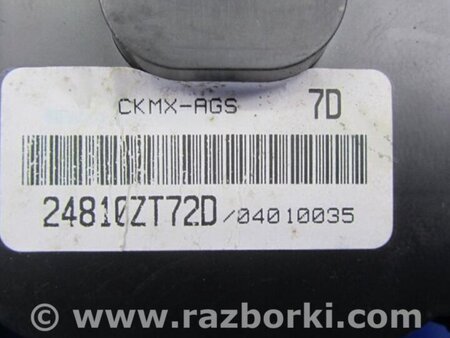 CKMX-AGS 7D
24810ZT72D/04010035
© www.razborki.com